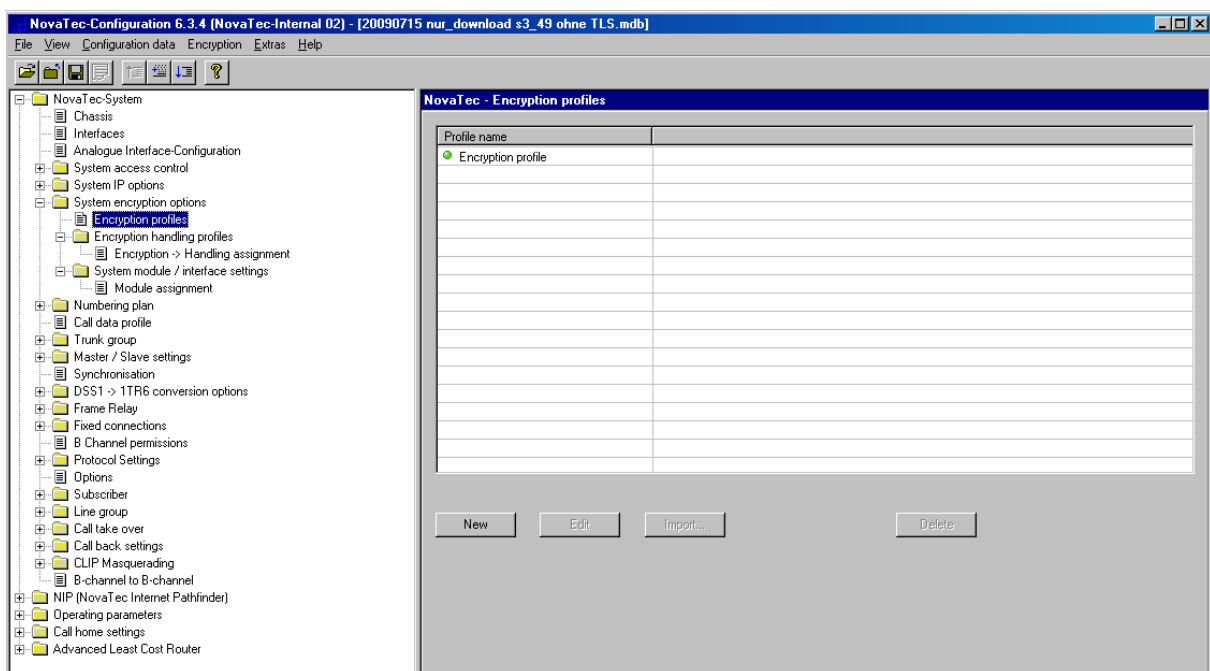 NovaTec-Configuration 6.3.4 (NovaTec-Internal 02) - [20090715 nur_download s3_49 ohne TLS.mdb]
File View Configuration data Encryption Extras Help
NovaTec-System
Chassis
Interfaces
Analogue Interface-Configuration
System access control
System IP options
System encryption options
Encryption profiles
Encryption handling profiles
Encryption -> Handling assignment
System module / interface settings
Module assignment
Numbering plan
Call data profile
Trunk group
Master / Slave settings
Synchronisation
DSS1 -> 1TR6 conversion options
Frame Relay
Fixed connections
B Channel permissions
Protocol Settings
Options
Subscriber
Line group
Call take over
Call back settings
CLIP Masquerading
B-channel to B-channel
NIP (NovaTec Internet Pathfinder)
Operating parameters
Call home settings
Advanced Least Cost Router
NovaTec - Encryption profiles
Profile name
Encryption profile
New Edit Import... Delete